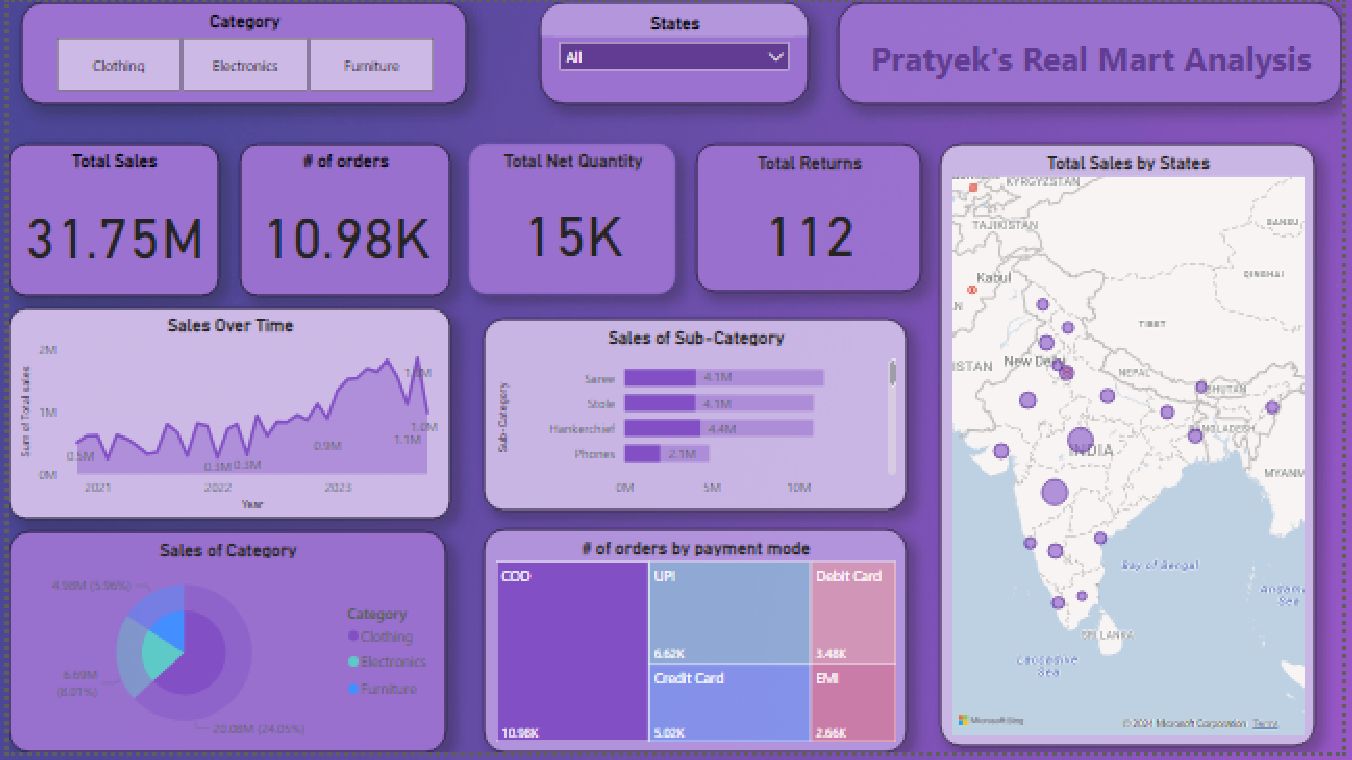 Category
Clothing
Electronics
Furniture
States
All
Pratyek's Real Mart Analysis
Total Sales
31.75M
# of orders
10.98K
Total Net Quantity
15K
Total Returns
112
Sales Over Time
Sum of Total sales
2M
1M
0M
0.5M
0.3M
0.3M
0.9M
1.1M
1.0M
2021
2022
2023
Year
Sales of Sub-Category
Sub-Category
Saree
4.1M
Stole
4.1M
Hankerchief
4.4M
Phones
2.1M
0M
5M
10M
Sales of Category
4.98M (5.96%)
6.69M
(8.01%)
20.08M (24.05%)
Category
Clothing
Electronics
Furniture
# of orders by payment mode
COD
10.98K
UPI
6.62K
Debit Card
3.48K
Credit Card
5.02K
EMI
2.66K
Total Sales by States
KYRGYZSTAN
TAJIKISTAN
GANSU
QINGHAI
Kabul
TIBET
ISTAN
New Delhi
NEPAL
BHUTAN
BANGLADESH
INDIA
MYANM
Bay of Bengal
Andaman
Sea
SRI LANKA
Laccadive
Sea
Microsoft Bing
© 2024 Microsoft Corporation
Terms